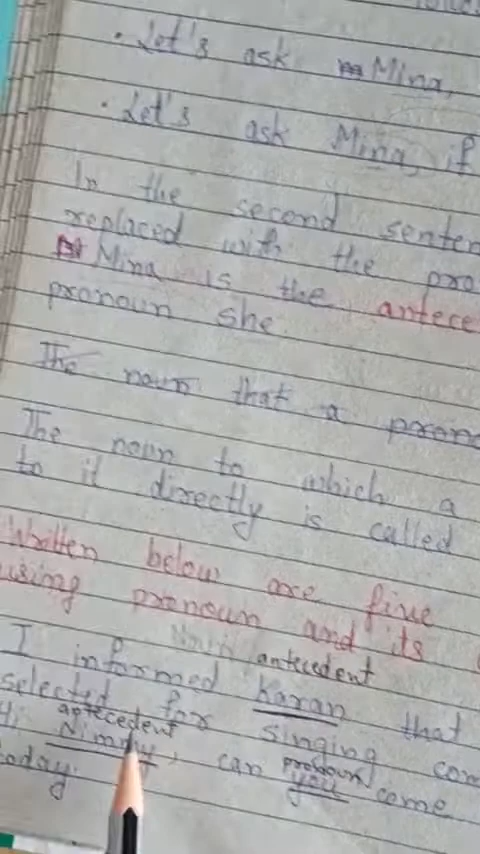 • Let's ask Mina,
• Let's ask Mina, if
In the second senten
replaced with the pro
Mina is the antece
pronoun she.
The noun that a prono
The noun to which a
to it directly is called
Written below are five
using pronoun and its
Noun antecedent
I informed Karan that
selected for singing com
antecedent pronoun
Hi Nimmy, can you come
today.